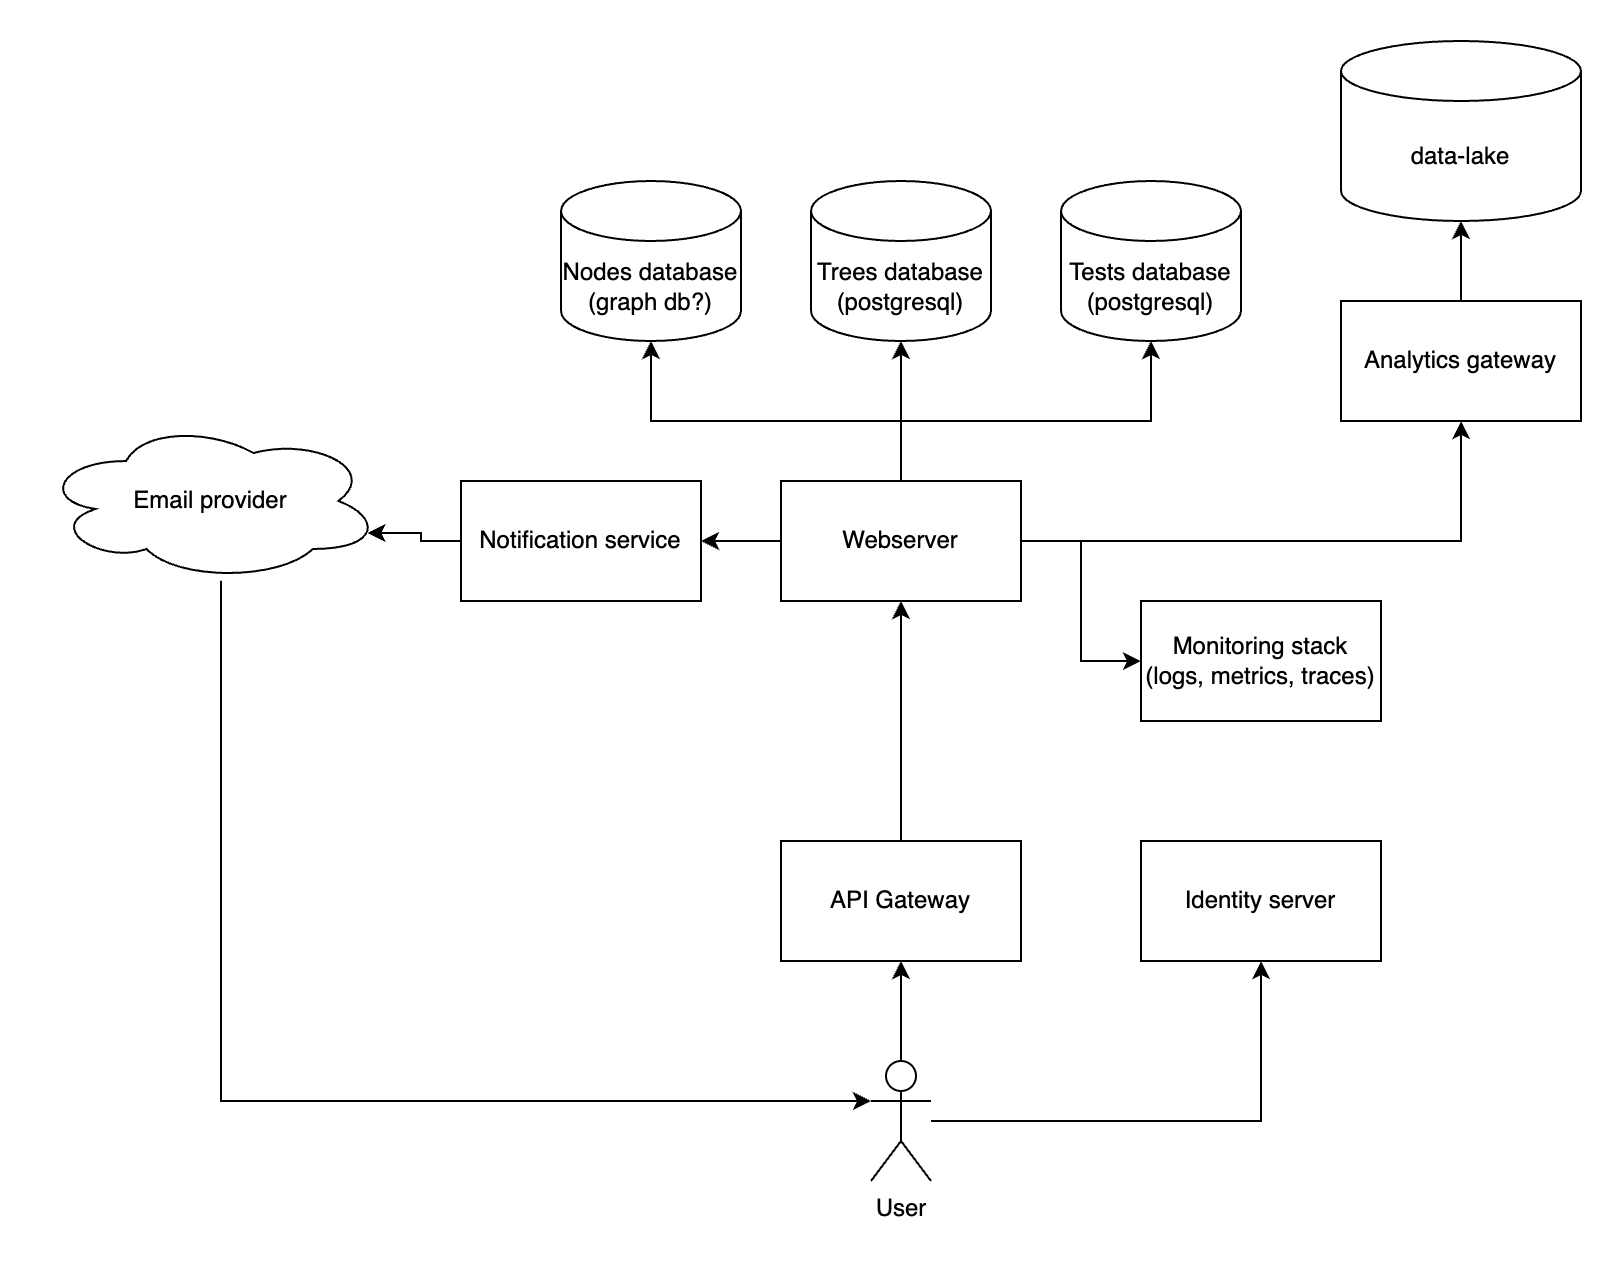 data-lake
Nodes database
(graph db?)
Trees database
(postgresql)
Tests database
(postgresql)
Analytics gateway
Email provider
Notification service
Webserver
Monitoring stack
(logs, metrics, traces)
API Gateway
Identity server
User